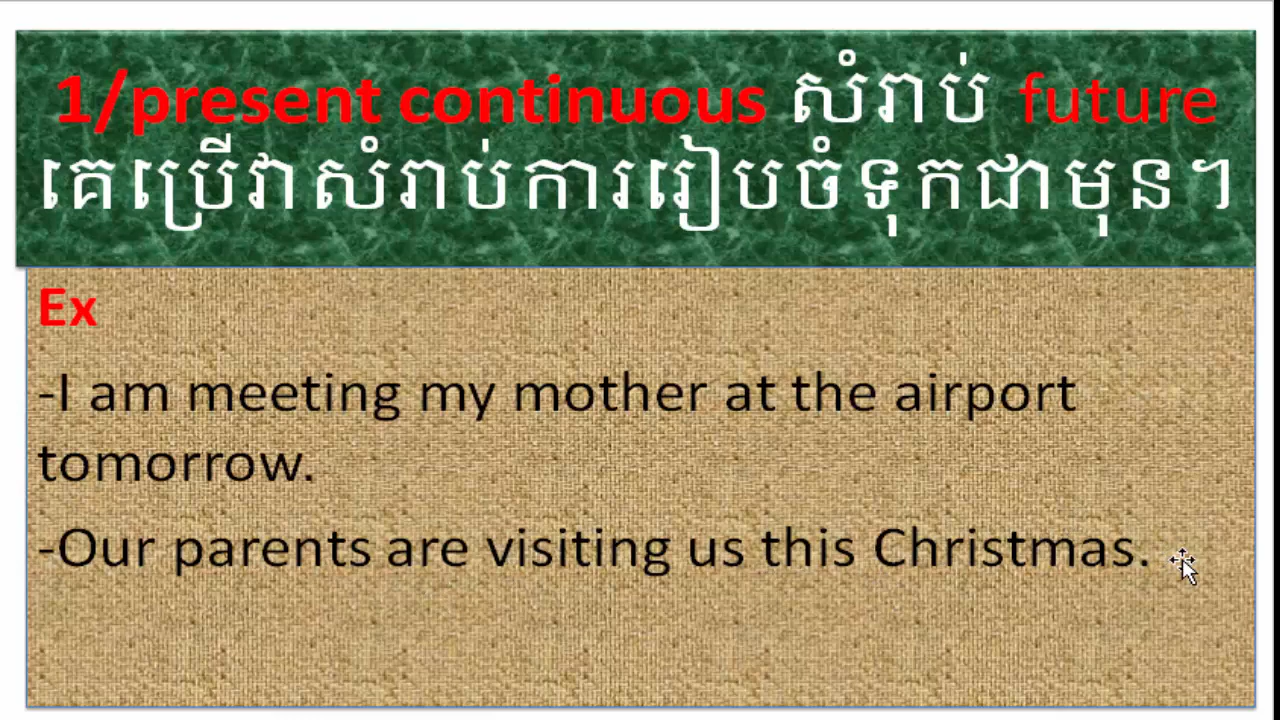 1/present continuous សំរាប់ future
គេប្រើវាសំរាប់ការរៀបចំទុកជាមុន។
Ex
-I am meeting my mother at the airport
tomorrow.
-Our parents are visiting us this Christmas.